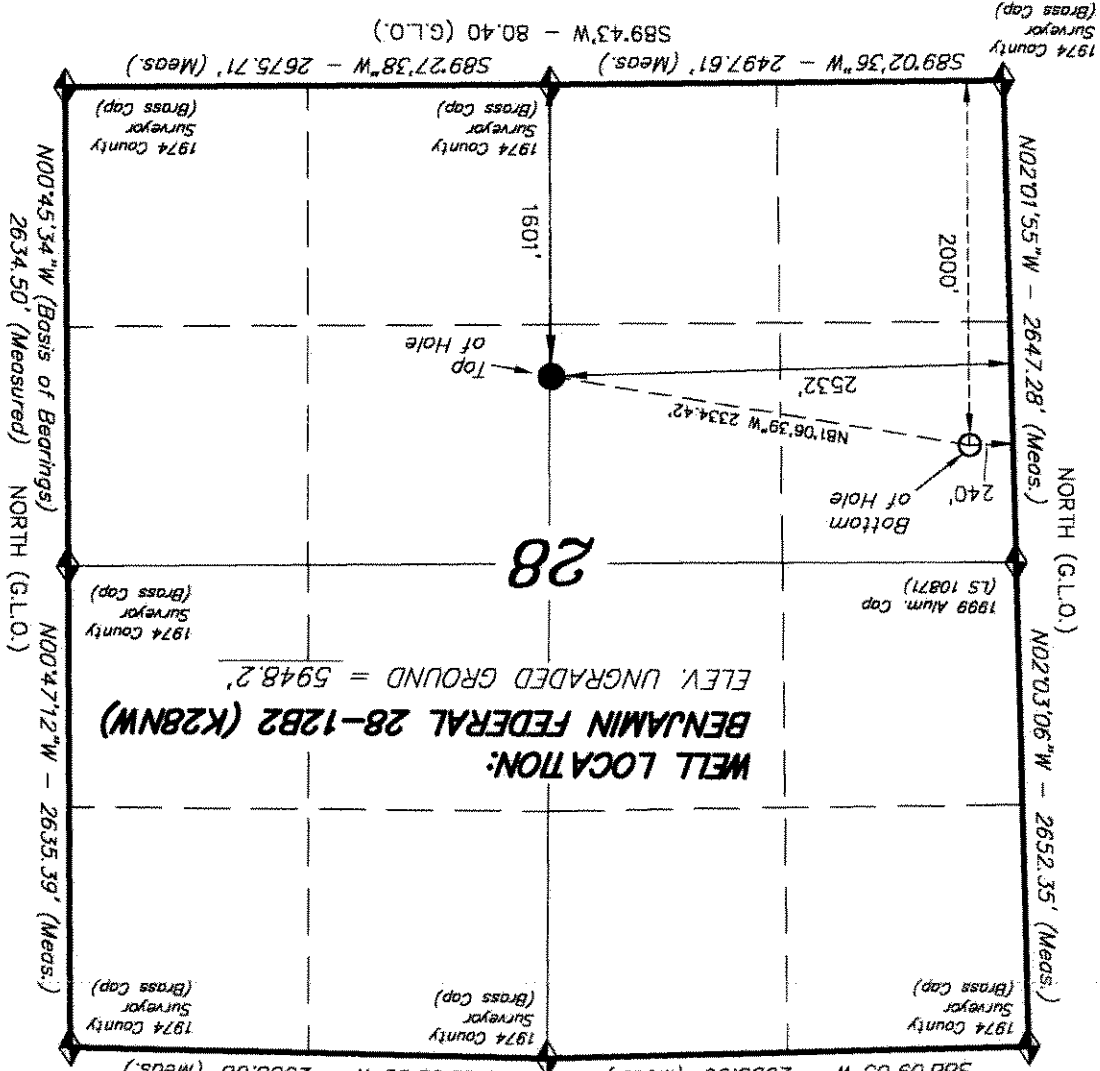 1974 County
Surveyor
(Brass Cap)
1974 County
Surveyor
(Brass Cap)
1974 County
Surveyor
(Brass Cap)
N02°03'06"W – 2652.35' (Meas.)
NORTH (G.L.O.)
WELL LOCATION:
BENJAMIN FEDERAL 28–12B2 (K28NW)
ELEV. UNGRADED GROUND = 5948.2'
N00°47'12"W – 2635.39' (Meas.)
NORTH (G.L.O.)
1999 Alum. Cap
(LS 10871)
28
1974 County
Surveyor
(Brass Cap)
Bottom
of Hole
240'
N81°06'39"W 2334.42'
2532'
Top
of Hole
2000'
1601'
N02°01'55"W – 2647.28' (Meas.)
N00°45'34"W (Basis of Bearings)
2634.50' (Measured)
1974 County
Surveyor
(Brass Cap)
1974 County
Surveyor
(Brass Cap)
1974 County
Surveyor
(Brass Cap)
S89°02'36"W – 2497.61' (Meas.)
S89°27'38"W – 2675.71' (Meas.)
S89°43'W – 80.40 (G.L.O.)